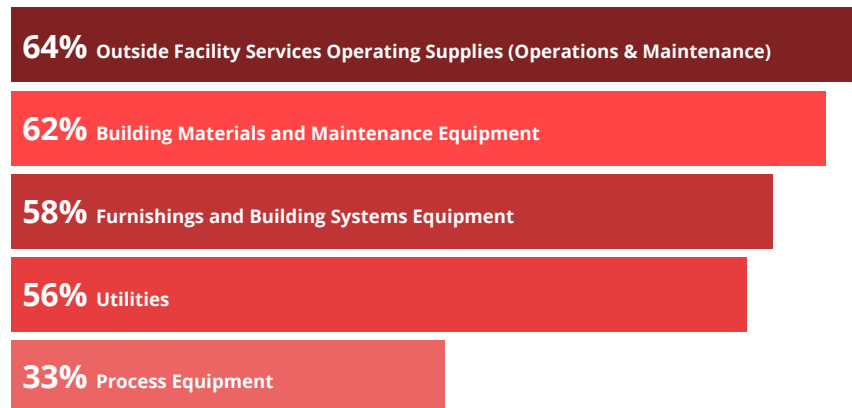 64% Outside Facility Services Operating Supplies (Operations & Maintenance)
62% Building Materials and Maintenance Equipment
58% Furnishings and Building Systems Equipment
56% Utilities
33% Process Equipment